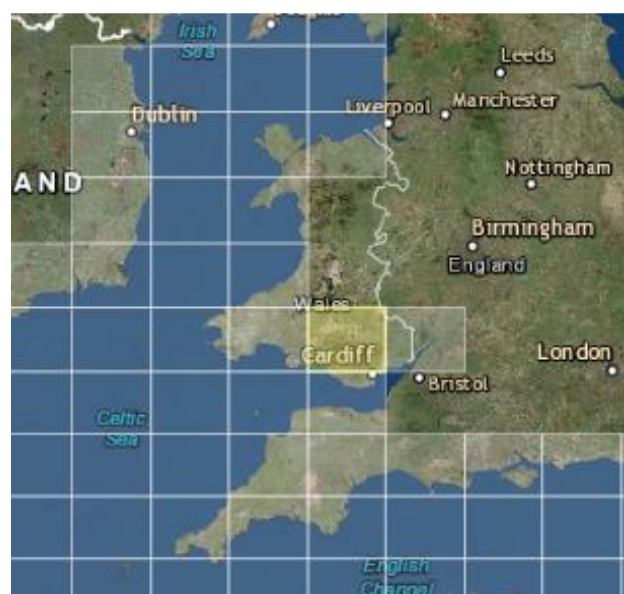 Irish
Sea
Leeds
Liverpool
Manchester
Dublin
Nottingham
AND
Birmingham
England
Wales
Cardiff
London
Bristol
Celtic
Sea
English
Channel